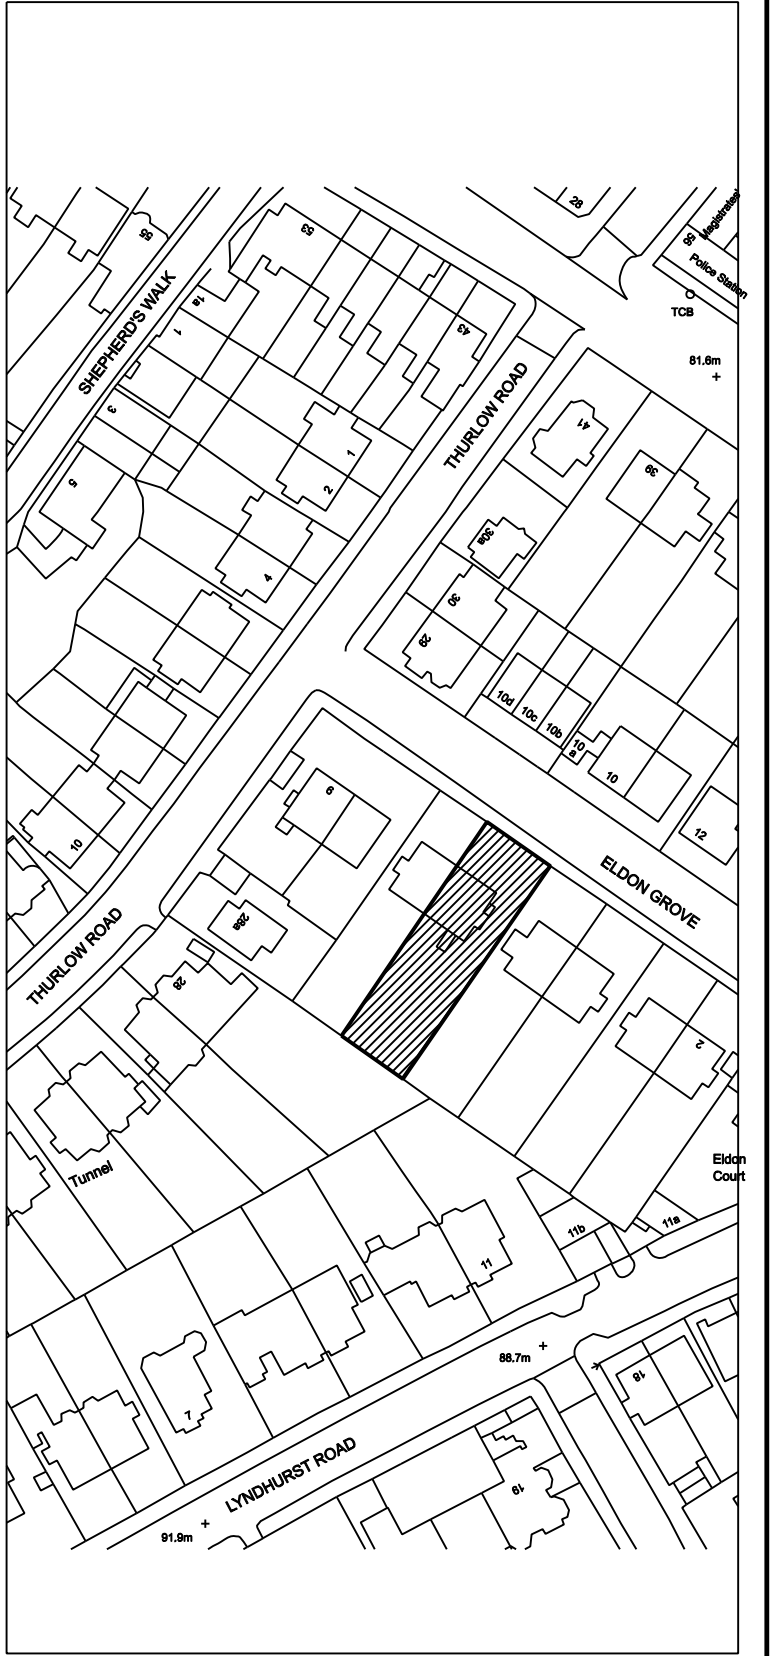 28
Magistrates'
56
Police Station
TCB
81.6m
55
53
SHEPHERD'S WALK
1a
1
43
THURLOW ROAD
3
41
1
2
39
5
30a
4
30
29
10d
10c
10b
10
a
10
12
6
10
ELDON GROVE
28a
THURLOW ROAD
28
2
Tunnel
Eldon
Court
11b
11a
11
88.7m
18
7
LYNDHURST ROAD
19
91.9m